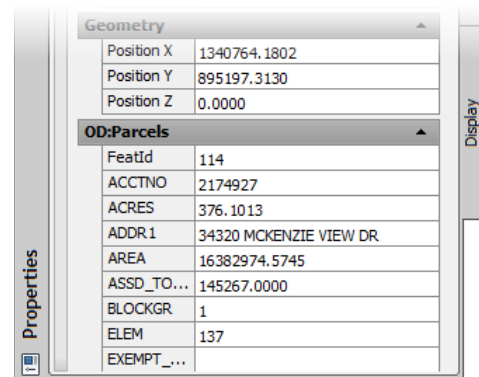 Geometry
Position X 1340764.1802
Position Y 895197.3130
Position Z 0.0000
OD:Parcels
FeatId 114
ACCTNO 2174927
ACRES 376.1013
ADDR1 34320 MCKENZIE VIEW DR
AREA 16382974.5745
ASSD_TO... 145267.0000
BLOCKGR 1
ELEM 137
EXEMPT_...
Properties
Display